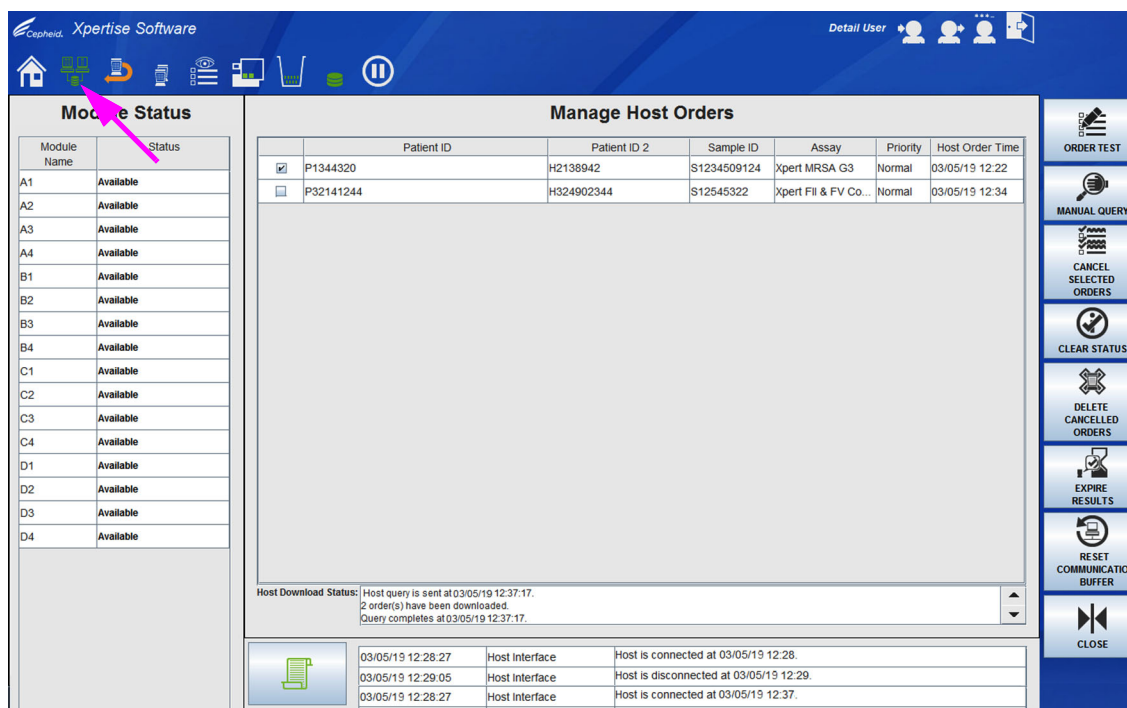 Cepheid. Xpertise Software
Detail User
Module Status
Manage Host Orders
Module Name Status
A1 Available
A2 Available
A3 Available
A4 Available
B1 Available
B2 Available
B3 Available
B4 Available
C1 Available
C2 Available
C3 Available
C4 Available
D1 Available
D2 Available
D3 Available
D4 Available
Patient ID Patient ID 2 Sample ID Assay Priority Host Order Time
P1344320 H2138942 S1234509124 Xpert MRSA G3 Normal 03/05/19 12:22
P32141244 H324902344 S12545322 Xpert FII & FV Co... Normal 03/05/19 12:34
Host Download Status: Host query is sent at 03/05/19 12:37:17.
2 order(s) have been downloaded.
Query completes at 03/05/19 12:37:17.
03/05/19 12:28:27 Host Interface Host is connected at 03/05/19 12:28.
03/05/19 12:29:05 Host Interface Host is disconnected at 03/05/19 12:29.
03/05/19 12:28:27 Host Interface Host is connected at 03/05/19 12:37.
ORDER TEST
MANUAL QUERY
CANCEL
SELECTED
ORDERS
CLEAR STATUS
DELETE
CANCELLED
ORDERS
EXPIRE
RESULTS
RESET
COMMUNICATIO
BUFFER
CLOSE